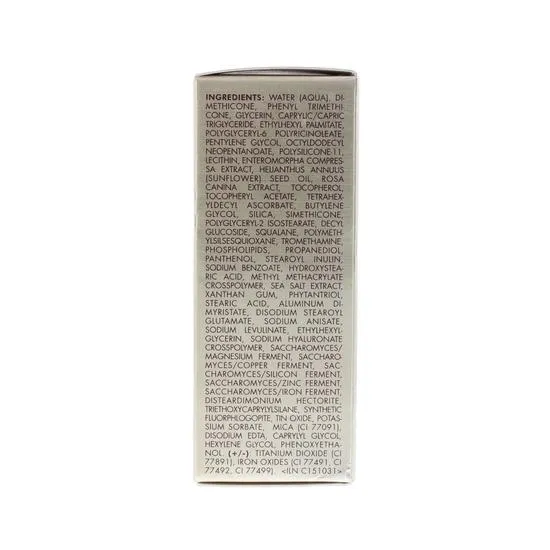 INGREDIENTS: WATER (AQUA), DI-
METHICONE, PHENYL TRIMETHI-
CONE, GLYCERIN, CAPRYLIC/CAPRIC
TRIGLYCERIDE, ETHYLHEXYL PALMITATE,
POLYGLYCERYL-6 POLYRICINOLEATE,
PENTYLENE GLYCOL, OCTYLDODECYL
NEOPENTANOATE, POLYSILICONE-11,
LECITHIN, ENTEROMORPHA COMPRES-
SA EXTRACT, HELIANTHUS ANNUUS
(SUNFLOWER) SEED OIL, ROSA
CANINA EXTRACT, TOCOPHEROL,
TOCOPHERYL ACETATE, TETRAHEX-
YLDECYL ASCORBATE, BUTYLENE
GLYCOL, SILICA, SIMETHICONE,
POLYGLYCERYL-2 ISOSTEARATE, DECYL
GLUCOSIDE, SQUALANE, POLYMETH-
YLSILSESQUIOXANE, TROMETHAMINE,
PHOSPHOLIPIDS, PROPANEDIOL,
PANTHENOL, STEAROYL INULIN,
SODIUM BENZOATE, HYDROXYSTEA-
RIC ACID, METHYL METHACRYLATE
CROSSPOLYMER, SEA SALT EXTRACT,
XANTHAN GUM, PHYTANTRIOL,
STEARIC ACID, ALUMINUM DI-
MYRISTATE, DISODIUM STEAROYL
GLUTAMATE, SODIUM ANISATE,
SODIUM LEVULINATE, ETHYLHEXYL-
GLYCERIN, SODIUM HYALURONATE
CROSSPOLYMER, SACCHAROMYCES/
MAGNESIUM FERMENT, SACCHARO-
MYCES/COPPER FERMENT, SAC-
CHAROMYCES/SILICON FERMENT,
SACCHAROMYCES/ZINC FERMENT,
SACCHAROMYCES/IRON FERMENT,
DISTEARDIMONIUM HECTORITE,
TRIETHOXYCAPRYLYLSILANE, SYNTHETIC
FLUORPHLOGOPITE, TIN OXIDE, POTAS-
SIUM SORBATE, MICA (CI 77091),
DISODIUM EDTA, CAPRYLYL GLYCOL,
HEXYLENE GLYCOL, PHENOXYETHA-
NOL. (+/-): TITANIUM DIOXIDE (CI
77891), IRON OXIDES (CI 77491, CI
77492, CI 77499). <ILN C151031>